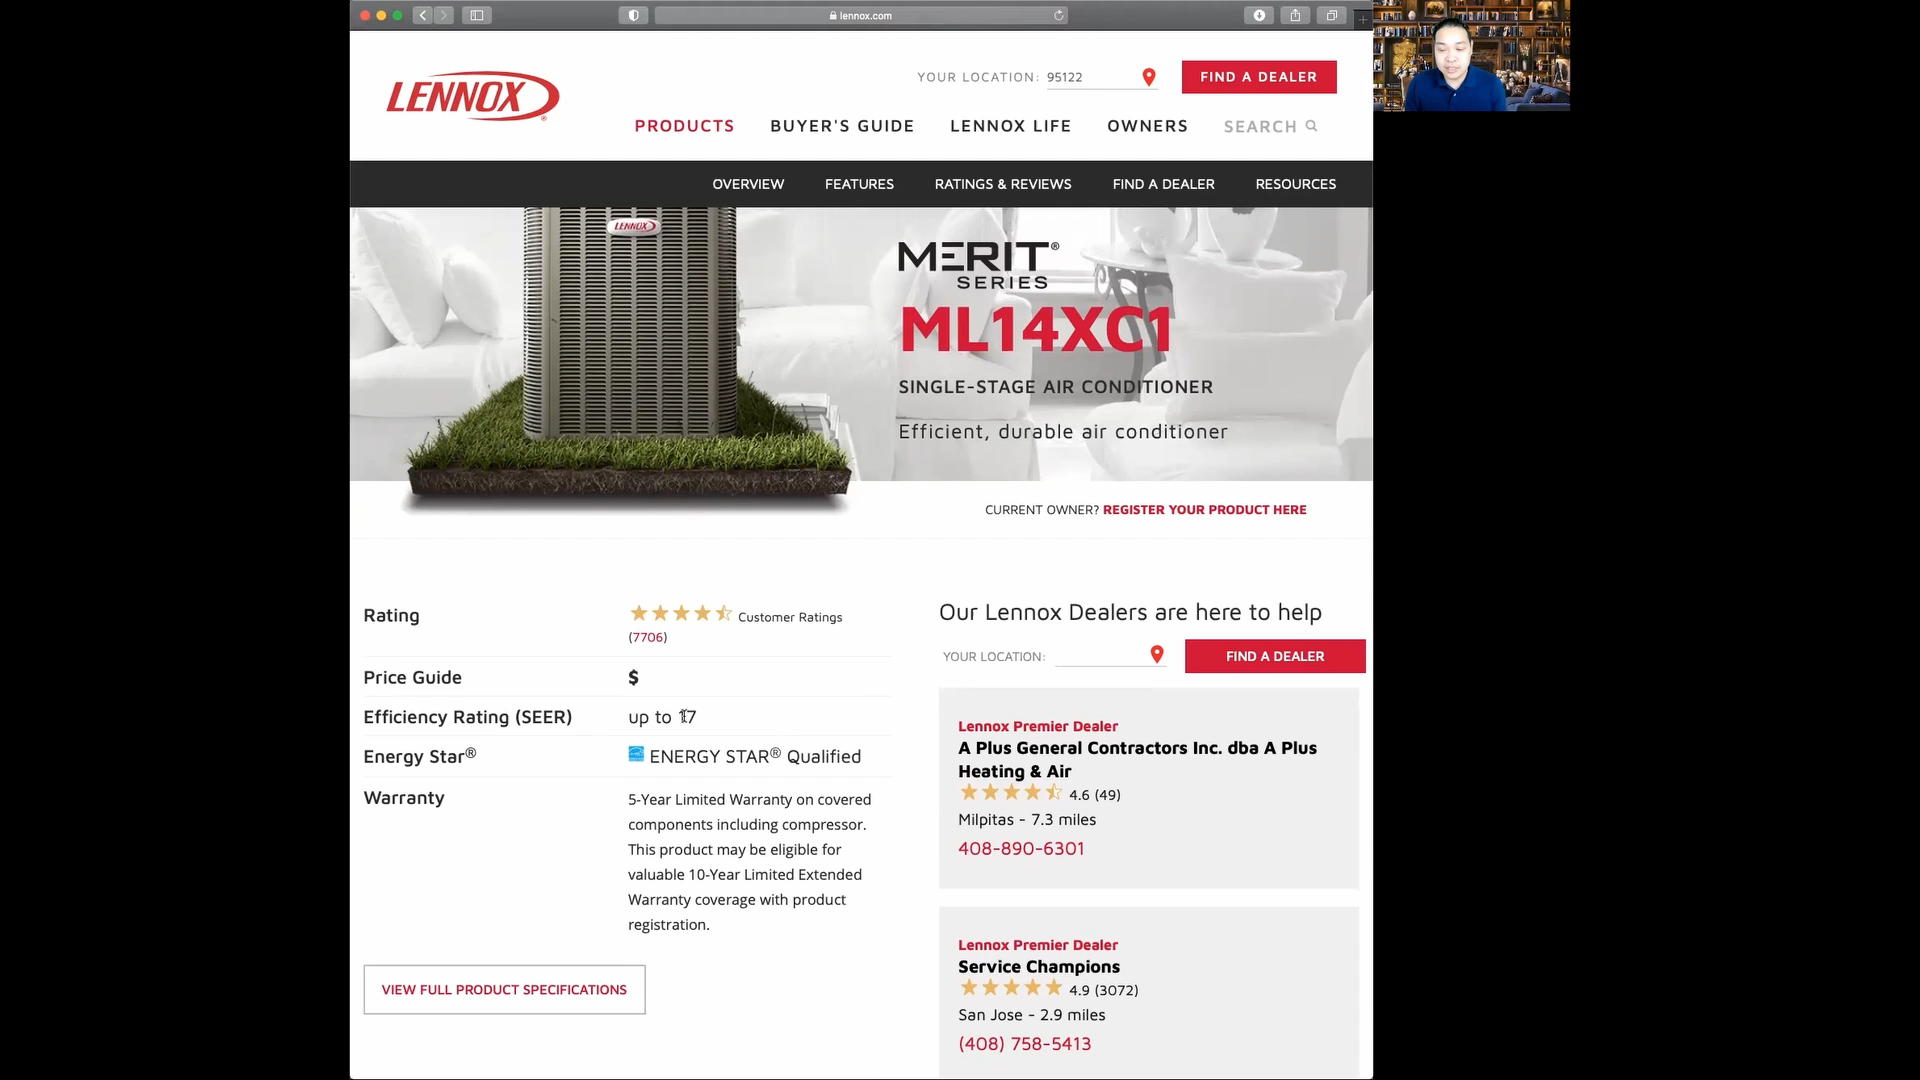 lennox.com
LENNOX
YOUR LOCATION: 95122
FIND A DEALER
PRODUCTS
BUYER'S GUIDE
LENNOX LIFE
OWNERS
SEARCH
OVERVIEW
FEATURES
RATINGS & REVIEWS
FIND A DEALER
RESOURCES
LENNOX
MERIT®
SERIES
ML14XC1
SINGLE-STAGE AIR CONDITIONER
Efficient, durable air conditioner
CURRENT OWNER? REGISTER YOUR PRODUCT HERE
Rating
Customer Ratings
(7706)
Price Guide
$
Efficiency Rating (SEER)
up to 17
Energy Star®
ENERGY STAR® Qualified
Warranty
5-Year Limited Warranty on covered
components including compressor.
This product may be eligible for
valuable 10-Year Limited Extended
Warranty coverage with product
registration.
VIEW FULL PRODUCT SPECIFICATIONS
Our Lennox Dealers are here to help
YOUR LOCATION:
FIND A DEALER
Lennox Premier Dealer
A Plus General Contractors Inc. dba A Plus
Heating & Air
4.6 (49)
Milpitas - 7.3 miles
408-890-6301
Lennox Premier Dealer
Service Champions
4.9 (3072)
San Jose - 2.9 miles
(408) 758-5413